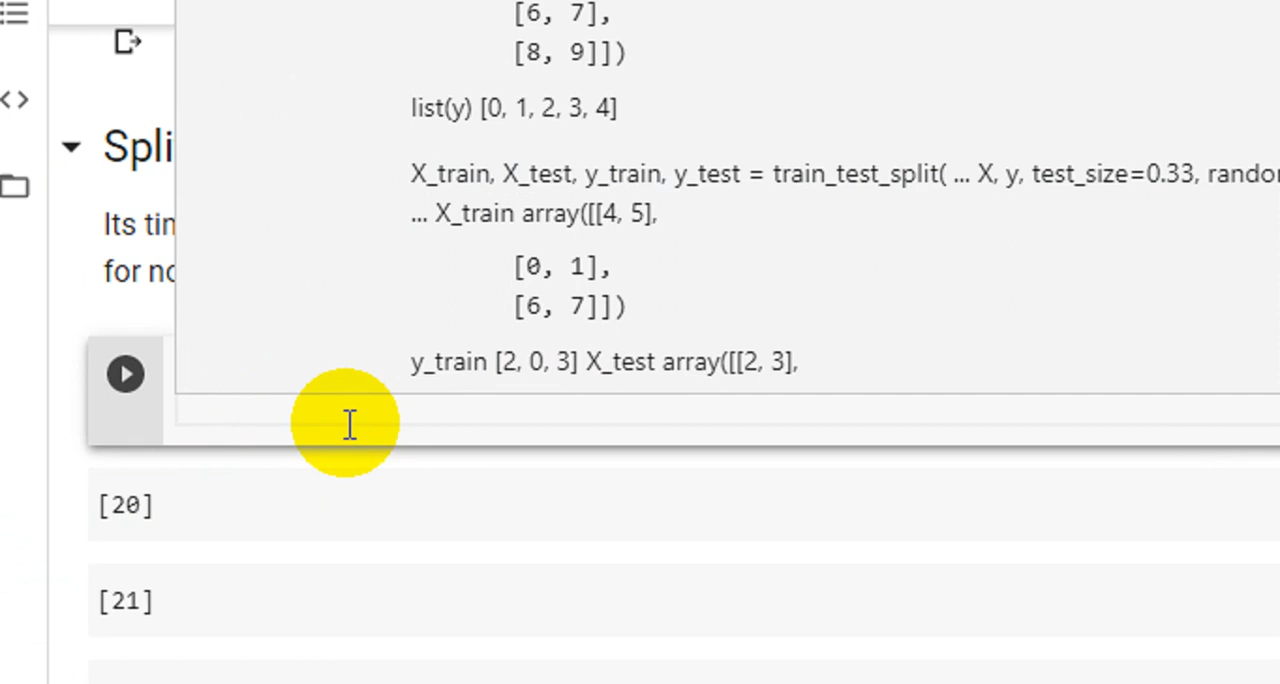 [6, 7],
[8, 9]])
list(y) [0, 1, 2, 3, 4]
Spli
X_train, X_test, y_train, y_test = train_test_split( ... X, y, test_size=0.33, rando
... X_train array([[4, 5],
Its tin
for no
[0, 1],
[6, 7]])
y_train [2, 0, 3] X_test array([[2, 3],
[20]
[21]